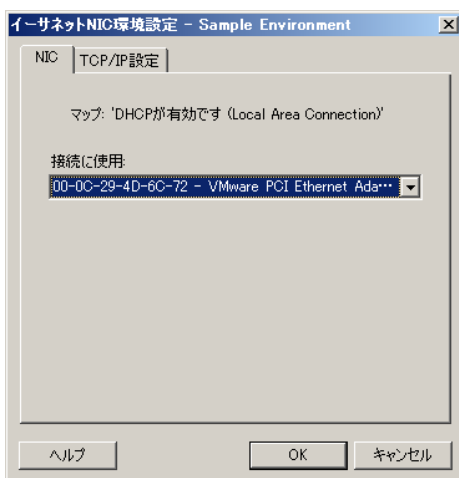 イーサネットNIC環境設定 - Sample Environment
NIC TCP/IP設定
マップ: 'DHCPが有効です (Local Area Connection)'
接続に使用:
00-0C-29-4D-6C-72 - VMware PCI Ethernet Ada…
ヘルプ OK キャンセル